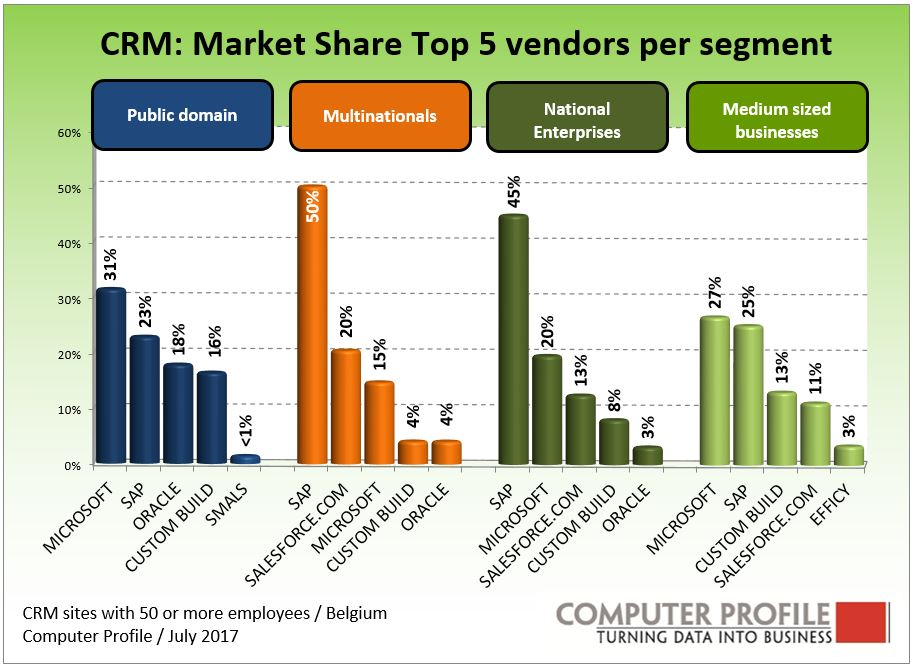 CRM: Market Share Top 5 vendors per segment
Public domain
Multinationals
National
Enterprises
Medium sized
businesses
60%
50%
40%
30%
20%
10%
0%
31%
23%
18%
16%
<1%
50%
20%
15%
4%
4%
45%
20%
13%
8%
3%
27%
25%
13%
11%
3%
MICROSOFT
SAP
ORACLE
CUSTOM BUILD
SMALS
SAP
SALESFORCE.COM
MICROSOFT
CUSTOM BUILD
ORACLE
SAP
MICROSOFT
SALESFORCE.COM
CUSTOM BUILD
ORACLE
MICROSOFT
SAP
CUSTOM BUILD
SALESFORCE.COM
EFFICY
CRM sites with 50 or more employees / Belgium
Computer Profile / July 2017
COMPUTER PROFILE
TURNING DATA INTO BUSINESS